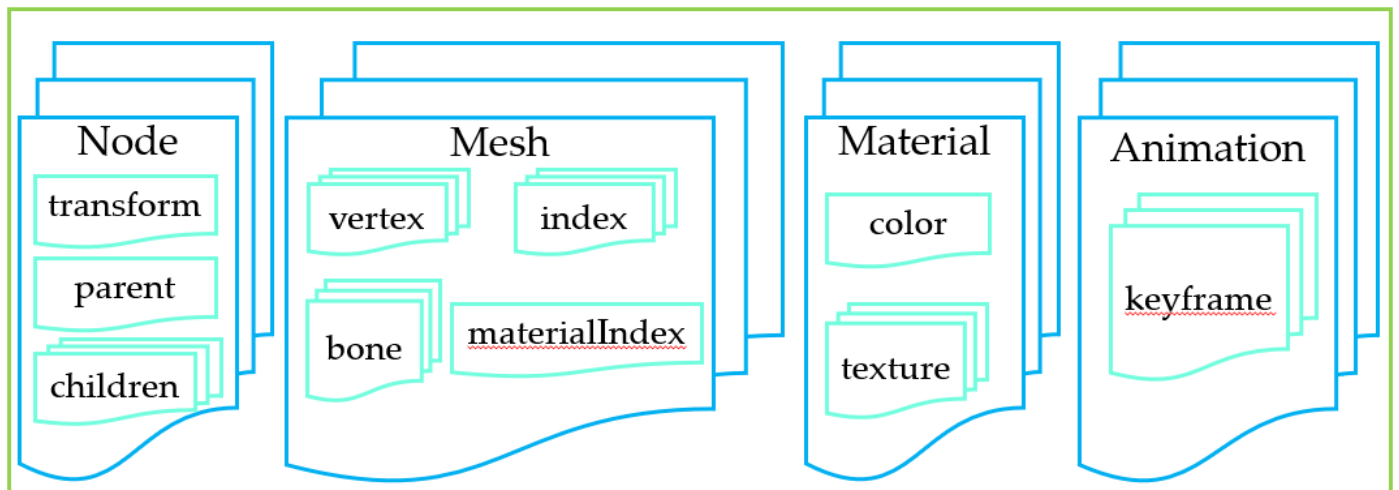 Node
transform
parent
children
Mesh
vertex
index
bone
materialIndex
Material
color
texture
Animation
keyframe